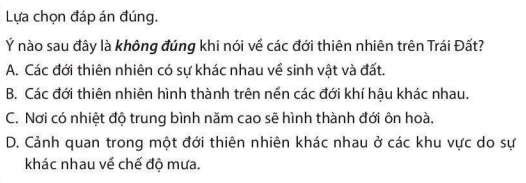 Lựa chọn đáp án đúng.
Ý nào sau đây là không đúng khi nói về các đới thiên nhiên trên Trái Đất?
A. Các đới thiên nhiên có sự khác nhau về sinh vật và đất.
B. Các đới thiên nhiên hình thành trên nền các đới khí hậu khác nhau.
C. Nơi có nhiệt độ trung bình năm cao sẽ hình thành đới ôn hoà.
D. Cảnh quan trong một đới thiên nhiên khác nhau ở các khu vực do sự
khác nhau về chế độ mưa.